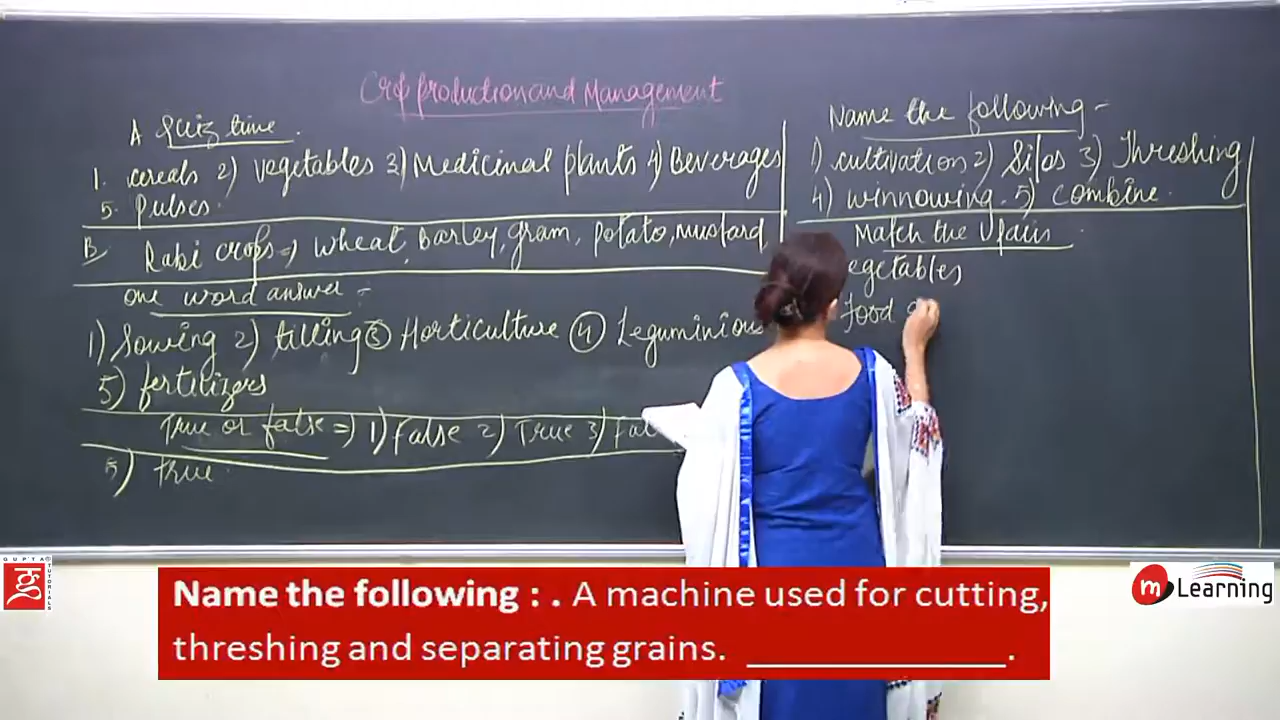 Crop Production and Management
A Quiz time
1. cereals 2) vegetables 3) Medicinal plants 4) Beverages
5. Pulses
B Rabi crops => wheat, barley, gram, potato, mustard
one word answer :-
1) Sowing 2) tilling 3 Horticulture 4 Leguminious
5) fertilizers
True or false => 1) False 2) True 3)
5) True
Name the following -
1) cultivation 2) Silos 3) Threshing
4) winnowing 5) combine.
Match the pairs
egetables
food
Name the following : . A machine used for cutting,
threshing and separating grains. ______________.
GUPTA TUTORIALS
m Learning